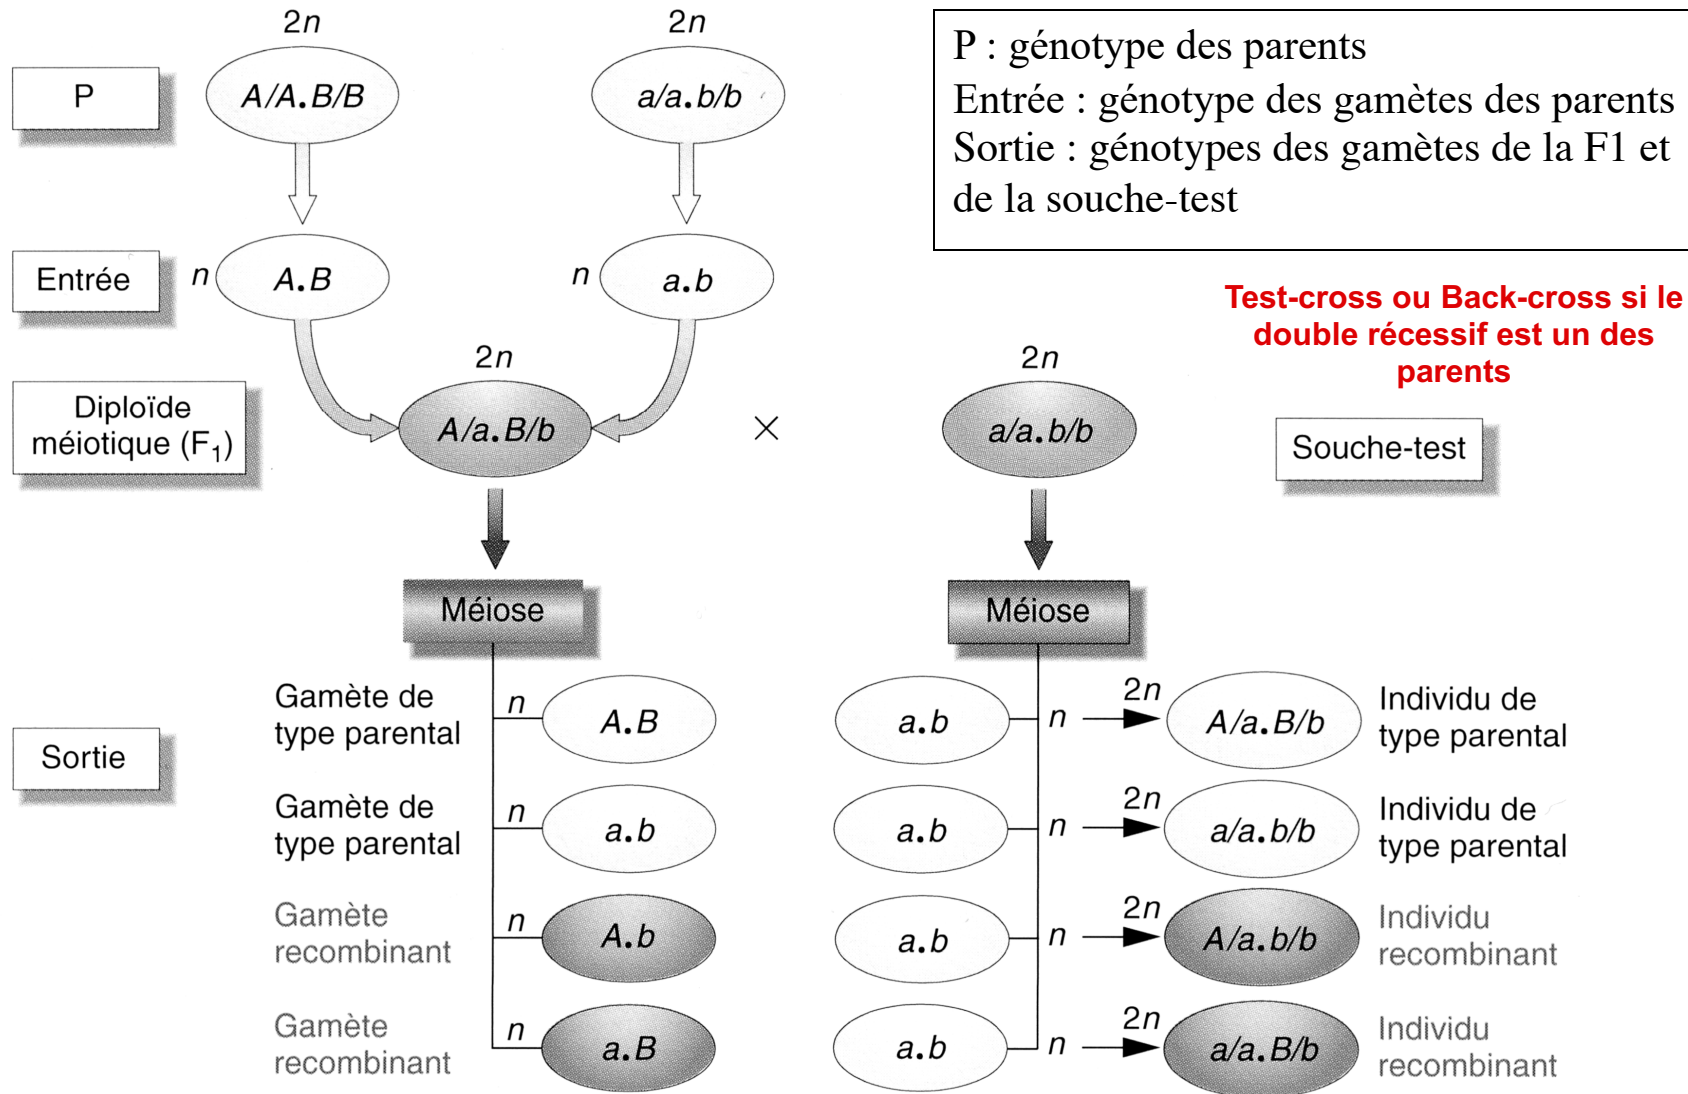 2n
2n
P : génotype des parents
Entrée : génotype des gamètes des parents
Sortie : génotypes des gamètes de la F1 et
de la souche-test
P
A/A.B/B
a/a.b/b
Entrée
n
A.B
n
a.b
Test-cross ou Back-cross si le
double récessif est un des
parents
2n
2n
Diploïde
méiotique (F₁)
A/a.B/b
×
a/a.b/b
Souche-test
Méiose
Méiose
Sortie
Gamète de
type parental
n
A.B
a.b
n
2n
A/a.B/b
Individu de
type parental
Gamète de
type parental
n
a.b
a.b
n
2n
a/a.b/b
Individu de
type parental
Gamète
recombinant
n
A.b
a.b
n
2n
A/a.b/b
Individu
recombinant
Gamète
recombinant
n
a.B
a.b
n
2n
a/a.B/b
Individu
recombinant